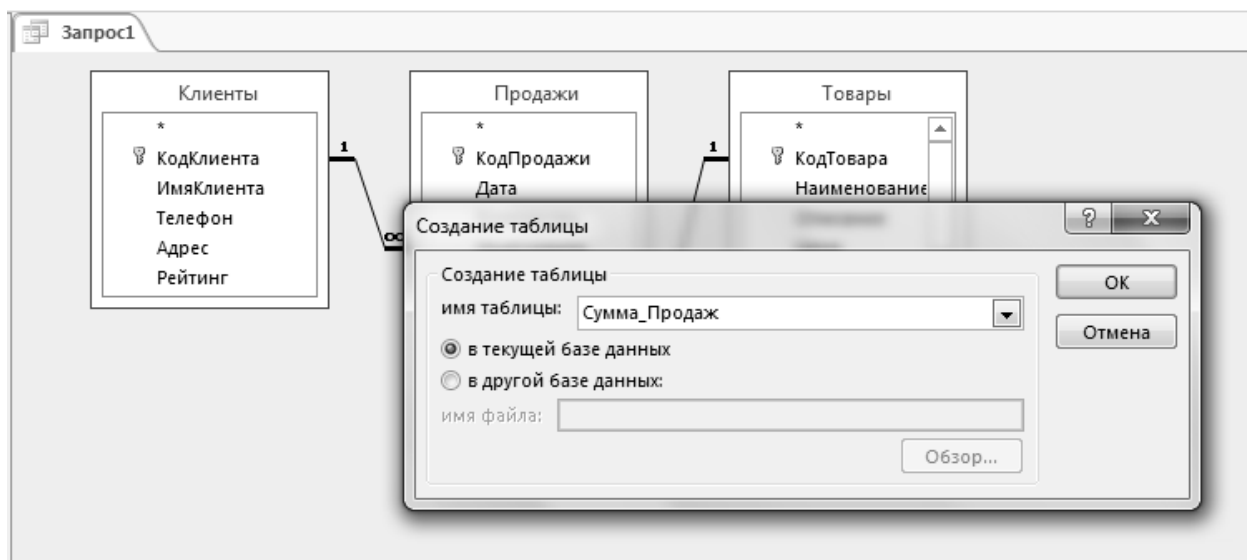 Запрос1
Клиенты
*
КодКлиента
ИмяКлиента
Телефон
Адрес
Рейтинг
1
∞
Продажи
*
КодПродажи
Дата
1
Товары
*
КодТовара
Наименование
Создание таблицы
Создание таблицы
имя таблицы: Сумма_Продаж
в текущей базе данных
в другой базе данных:
имя файла:
Обзор...
ОК
Отмена